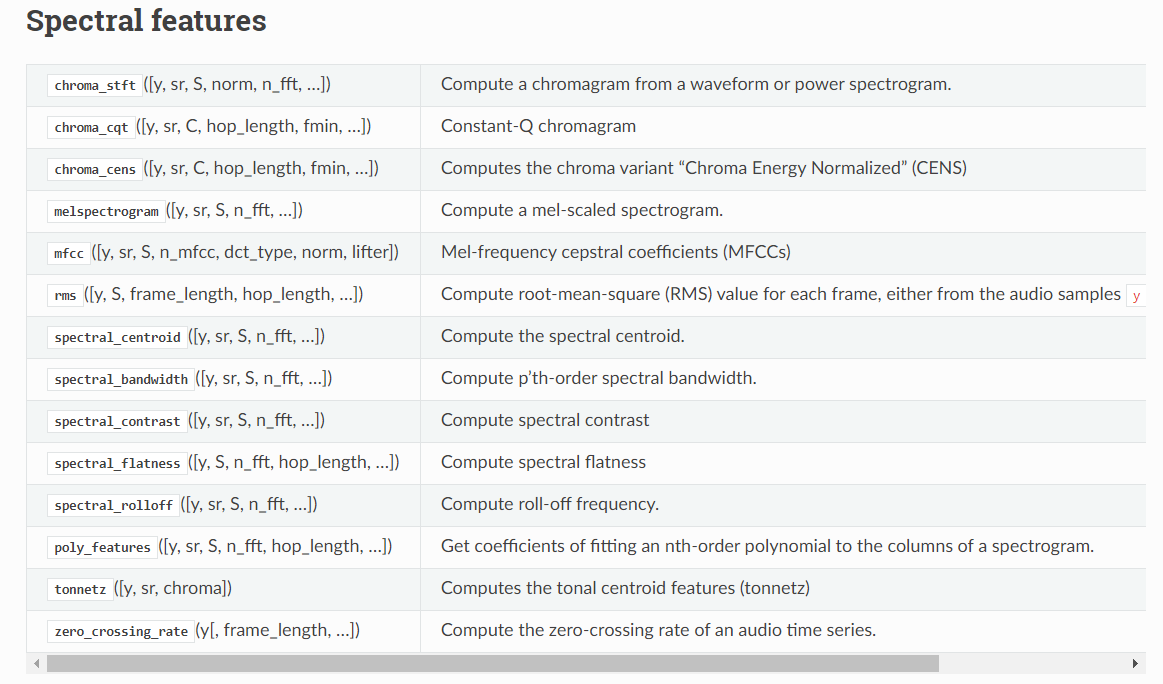 Spectral features
chroma_stft ([y, sr, S, norm, n_fft, …]) Compute a chromagram from a waveform or power spectrogram.
chroma_cqt ([y, sr, C, hop_length, fmin, …]) Constant-Q chromagram
chroma_cens ([y, sr, C, hop_length, fmin, …]) Computes the chroma variant “Chroma Energy Normalized” (CENS)
melspectrogram ([y, sr, S, n_fft, …]) Compute a mel-scaled spectrogram.
mfcc ([y, sr, S, n_mfcc, dct_type, norm, lifter]) Mel-frequency cepstral coefficients (MFCCs)
rms ([y, S, frame_length, hop_length, …]) Compute root-mean-square (RMS) value for each frame, either from the audio samples y
spectral_centroid ([y, sr, S, n_fft, …]) Compute the spectral centroid.
spectral_bandwidth ([y, sr, S, n_fft, …]) Compute p’th-order spectral bandwidth.
spectral_contrast ([y, sr, S, n_fft, …]) Compute spectral contrast
spectral_flatness ([y, S, n_fft, hop_length, …]) Compute spectral flatness
spectral_rolloff ([y, sr, S, n_fft, …]) Compute roll-off frequency.
poly_features ([y, sr, S, n_fft, hop_length, …]) Get coefficients of fitting an nth-order polynomial to the columns of a spectrogram.
tonnetz ([y, sr, chroma]) Computes the tonal centroid features (tonnetz)
zero_crossing_rate (y[, frame_length, …]) Compute the zero-crossing rate of an audio time series.